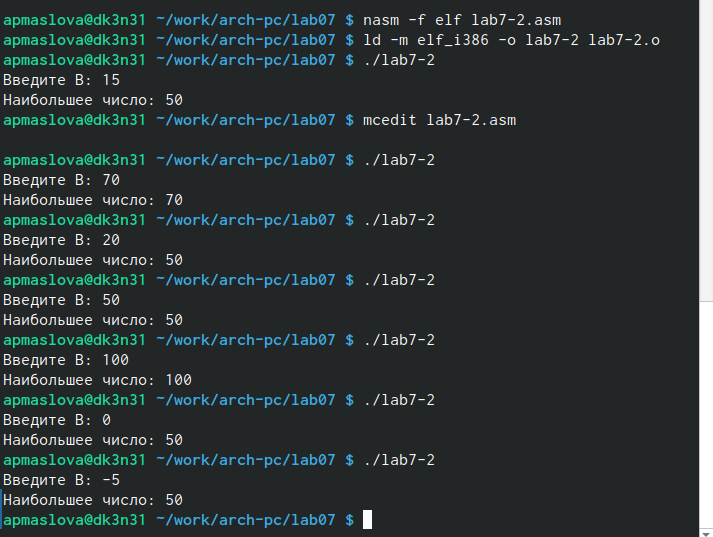 apmaslova@dk3n31 ~/work/arch-pc/lab07 $ nasm -f elf lab7-2.asm
apmaslova@dk3n31 ~/work/arch-pc/lab07 $ ld -m elf_i386 -o lab7-2 lab7-2.o
apmaslova@dk3n31 ~/work/arch-pc/lab07 $ ./lab7-2
Введите B: 15
Наибольшее число: 50
apmaslova@dk3n31 ~/work/arch-pc/lab07 $ mcedit lab7-2.asm
apmaslova@dk3n31 ~/work/arch-pc/lab07 $ ./lab7-2
Введите B: 70
Наибольшее число: 70
apmaslova@dk3n31 ~/work/arch-pc/lab07 $ ./lab7-2
Введите B: 20
Наибольшее число: 50
apmaslova@dk3n31 ~/work/arch-pc/lab07 $ ./lab7-2
Введите B: 50
Наибольшее число: 50
apmaslova@dk3n31 ~/work/arch-pc/lab07 $ ./lab7-2
Введите B: 100
Наибольшее число: 100
apmaslova@dk3n31 ~/work/arch-pc/lab07 $ ./lab7-2
Введите B: 0
Наибольшее число: 50
apmaslova@dk3n31 ~/work/arch-pc/lab07 $ ./lab7-2
Введите B: -5
Наибольшее число: 50
apmaslova@dk3n31 ~/work/arch-pc/lab07 $